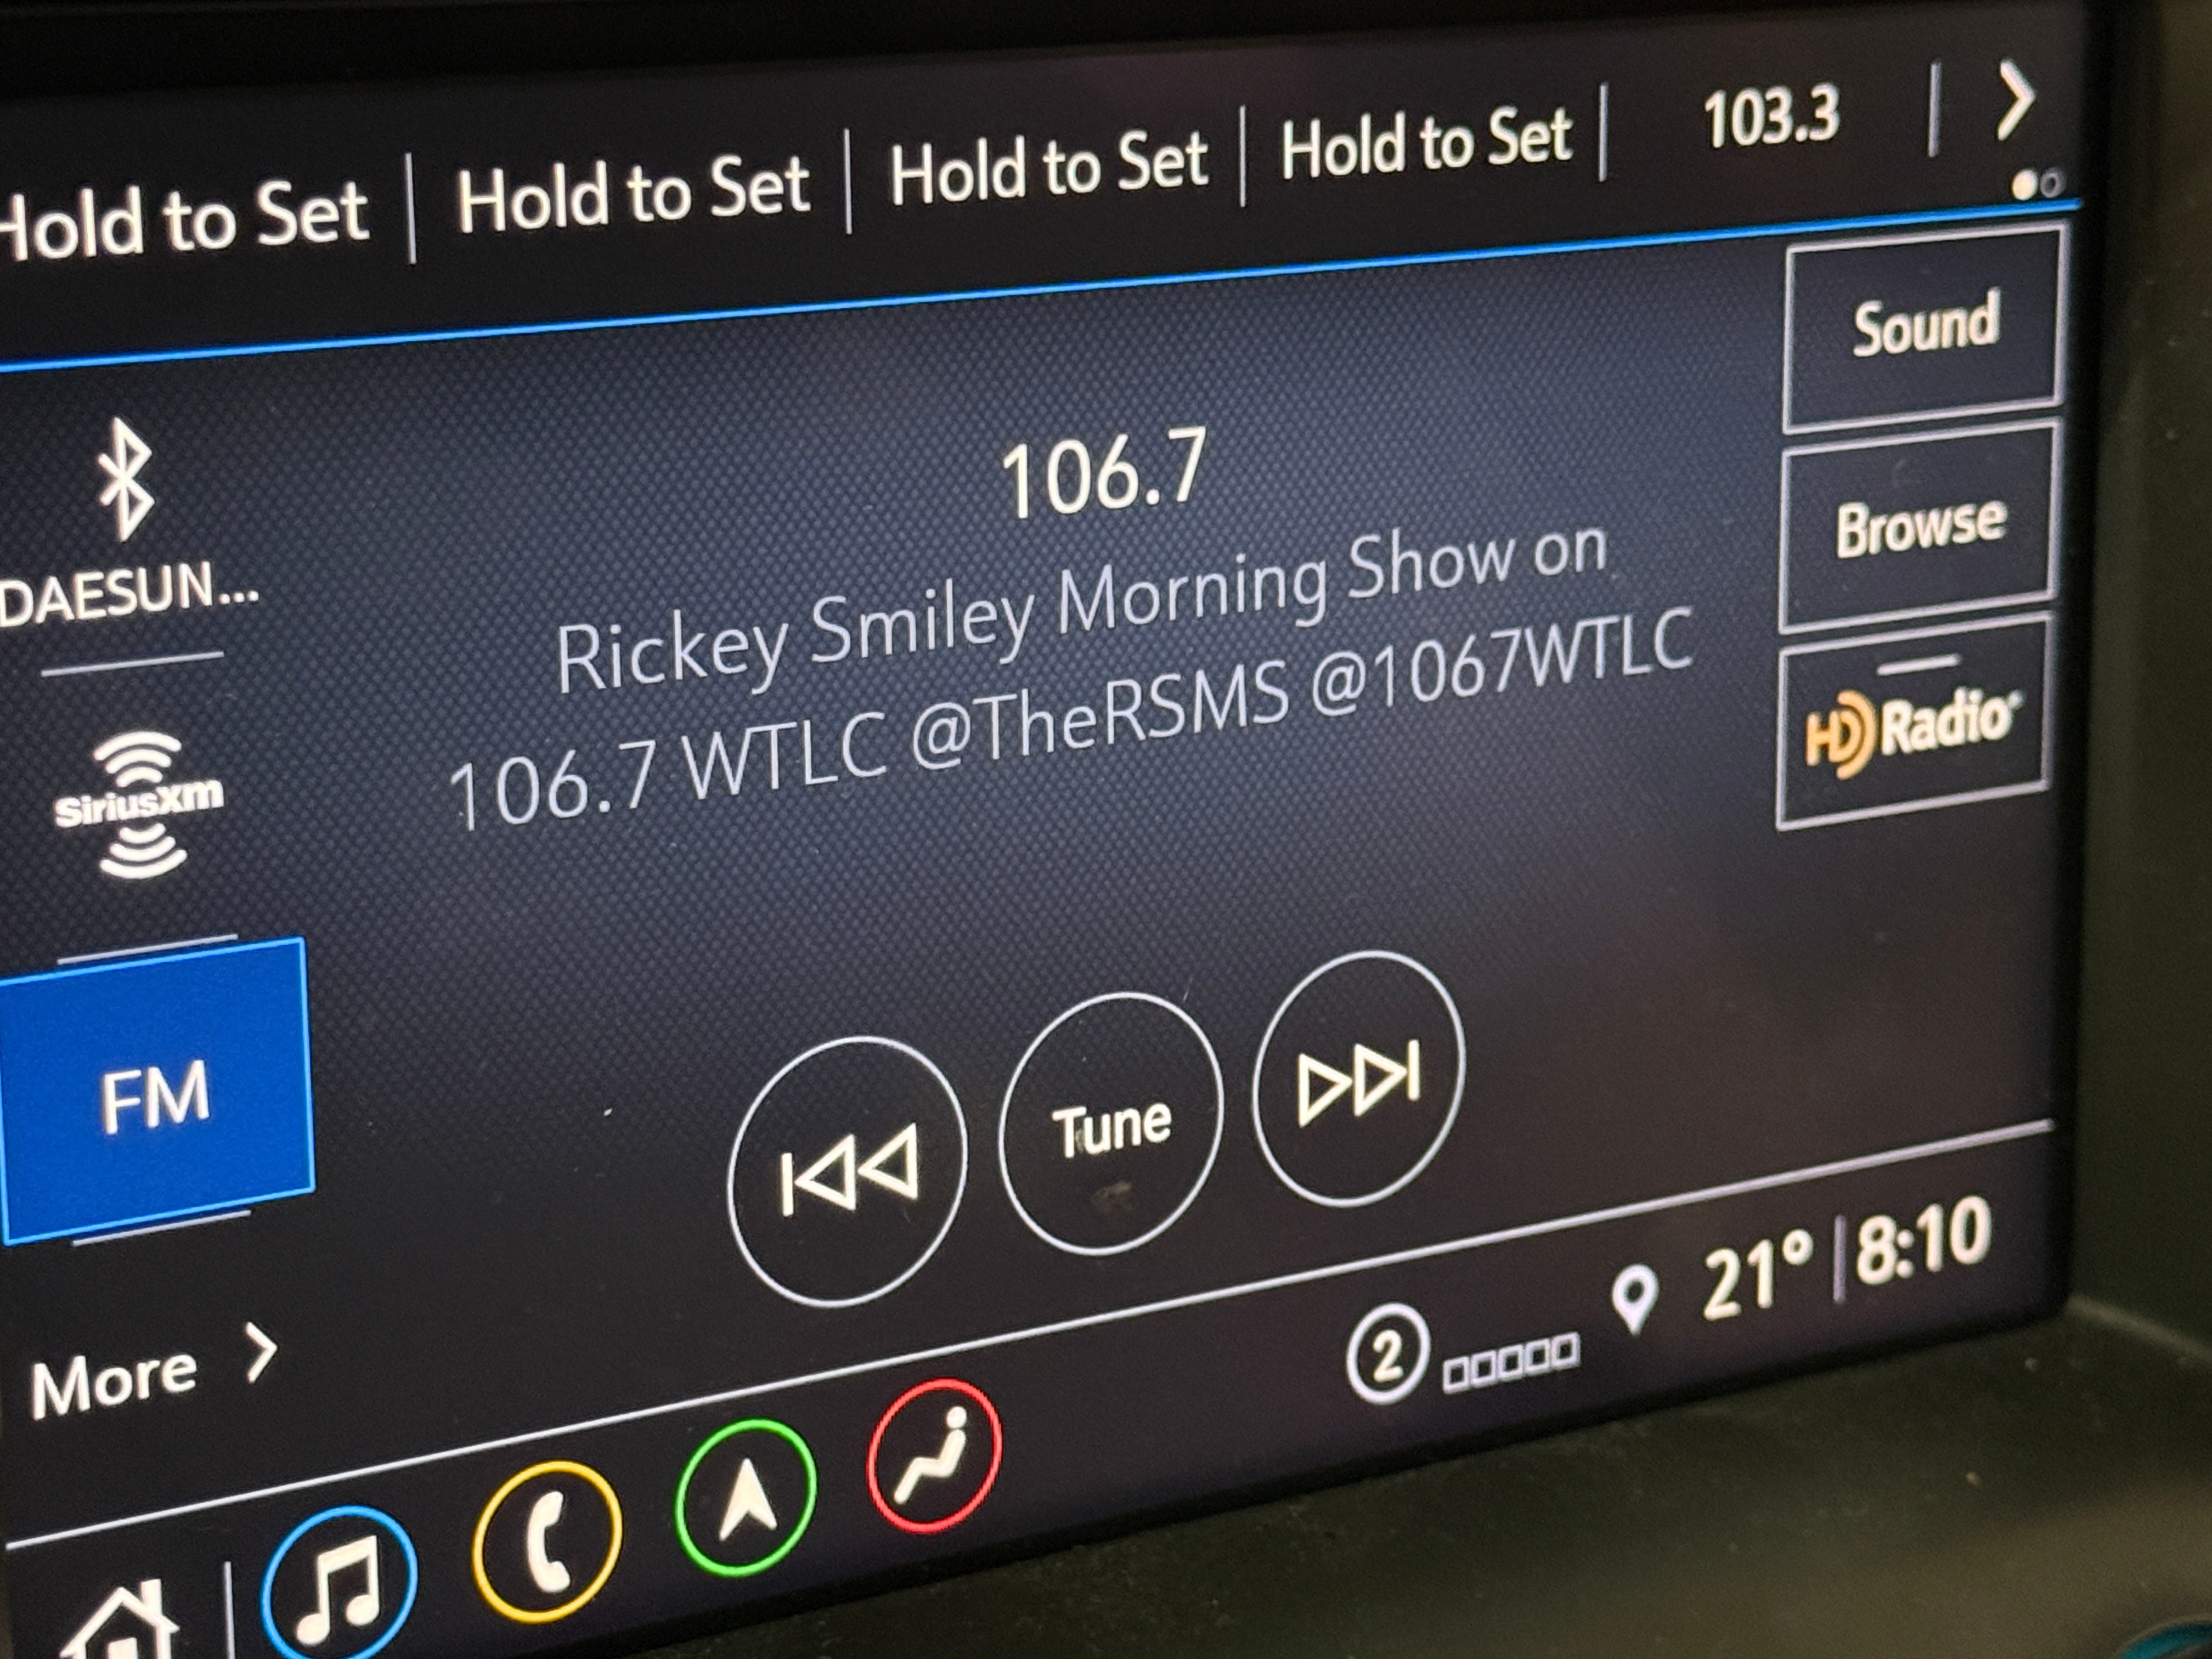 Hold to Set
Hold to Set
Hold to Set
Hold to Set
103.3
DAESUN...
106.7
Rickey Smiley Morning Show on
106.7 WTLC @TheRSMS @1067WTLC
Sound
Browse
HD Radio
SiriusXm
FM
Tune
More
2
21° 8:10